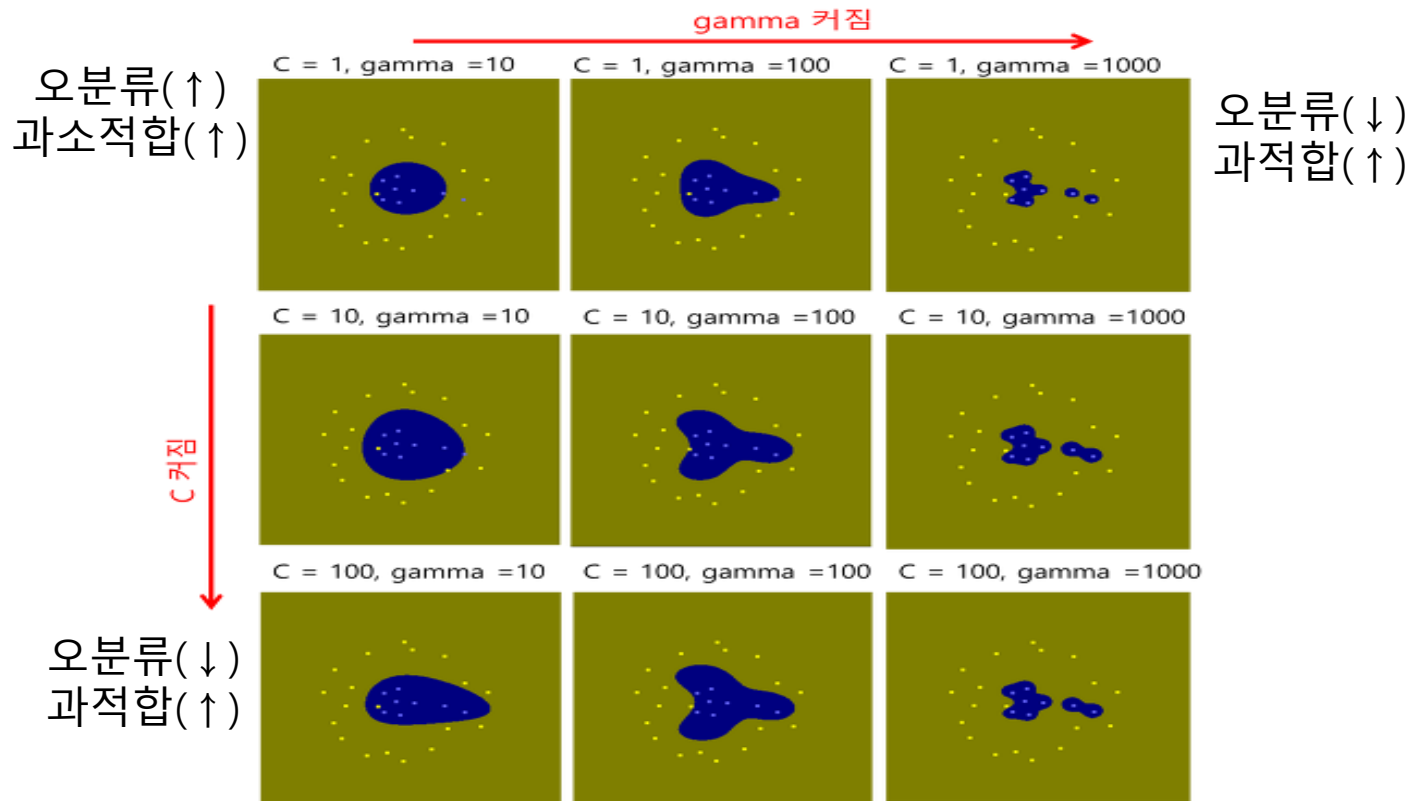 gamma 커짐
오분류(↑)
과소적합(↑)
C = 1, gamma =10
C = 1, gamma =100
C = 1, gamma =1000
오분류(↓)
과적합(↑)
C 커짐
C = 10, gamma =10
C = 10, gamma =100
C = 10, gamma =1000
오분류(↓)
과적합(↑)
C = 100, gamma =10
C = 100, gamma =100
C = 100, gamma =1000